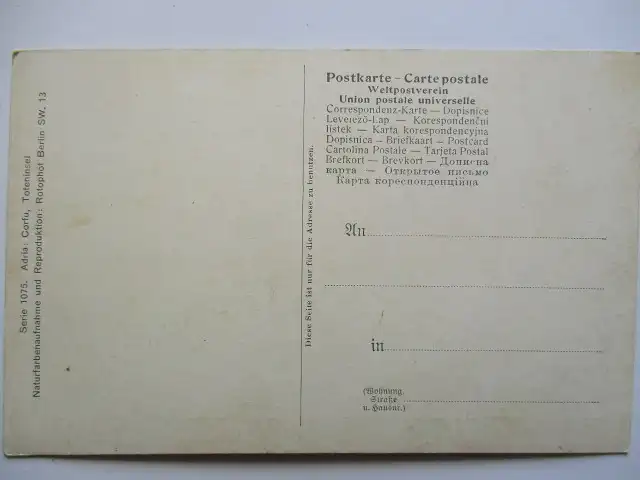 Serie 1075. Adria: Corfu, Toteninsel
Naturfarbenaufnahme und Reproduktion: Rotophot Berlin SW. 13
Diese Seite ist nur für die Adresse zu benutzen.
Postkarte – Carte postale
Weltpostverein
Union postale universelle
Correspondenz-Karte — Dopisnice
Levelező-Lap — Korespondenční
lístek — Karta korespondencyjna
Dopisnica — Briefkaart — Postcard
Cartolina Postale — Tarjeta Postal
Brefkort — Brevkort — Дописна
карта — Открытое письмо
Карта кореспонденційна
An
in
(Wohnung
Straße
u. Hausnr.)